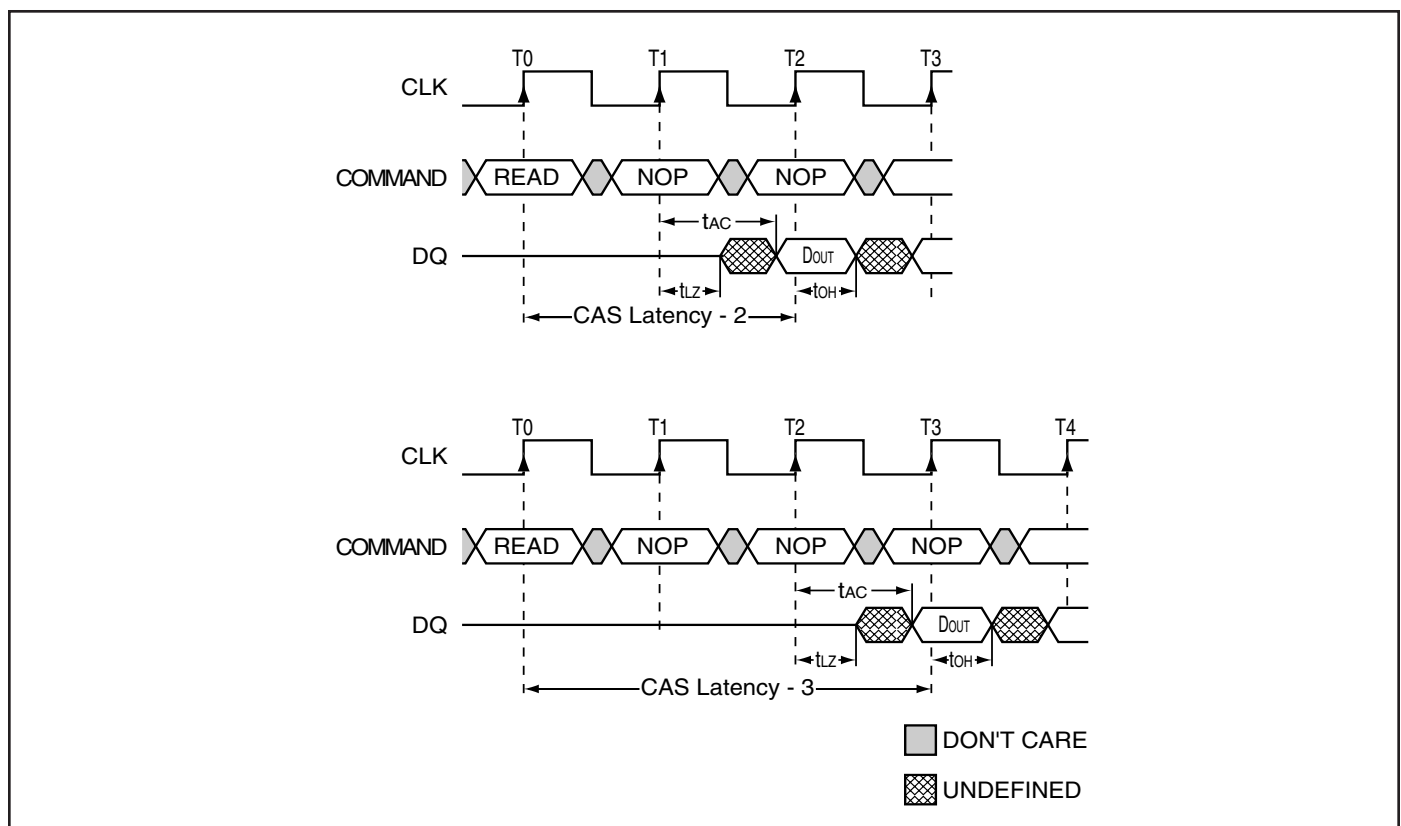 T0 T1 T2 T3
CLK
COMMAND READ NOP NOP
tAC
DQ DOUT
tLZ tOH
CAS Latency - 2
T0 T1 T2 T3 T4
CLK
COMMAND READ NOP NOP NOP
tAC
DQ DOUT
tLZ tOH
CAS Latency - 3
DON'T CARE
UNDEFINED